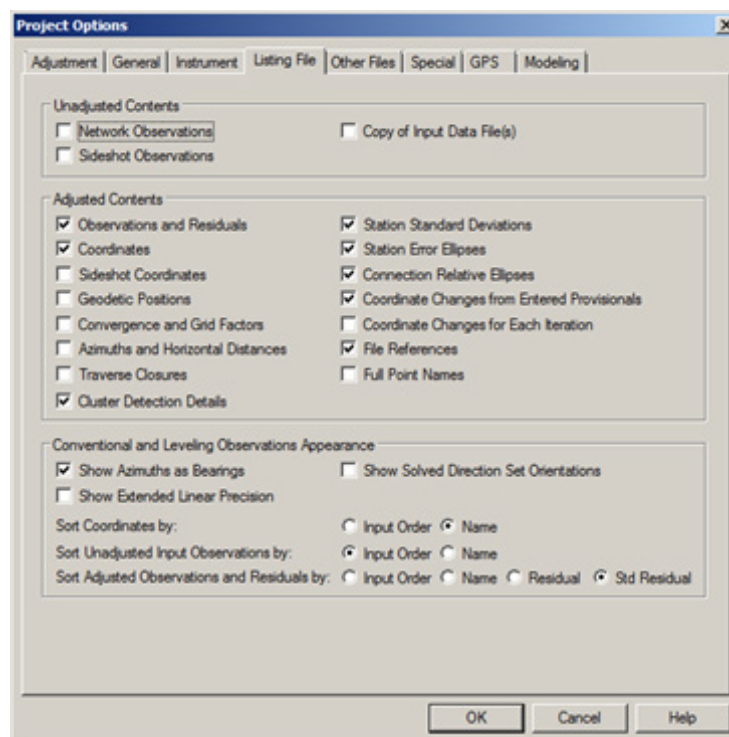 Project Options
Adjustment General Instrument Listing File Other Files Special GPS Modeling
Unadjusted Contents
Network Observations Copy of Input Data File(s)
Sideshot Observations
Adjusted Contents
Observations and Residuals Station Standard Deviations
Coordinates Station Error Ellipses
Sideshot Coordinates Connection Relative Ellipses
Geodetic Positions Coordinate Changes from Entered Provisionals
Convergence and Grid Factors Coordinate Changes for Each Iteration
Azimuths and Horizontal Distances File References
Traverse Closures Full Point Names
Cluster Detection Details
Conventional and Leveling Observations Appearance
Show Azimuths as Bearings Show Solved Direction Set Orientations
Show Extended Linear Precision
Sort Coordinates by: Input Order Name
Sort Unadjusted Input Observations by: Input Order Name
Sort Adjusted Observations and Residuals by: Input Order Name Residual Std Residual
OK Cancel Help